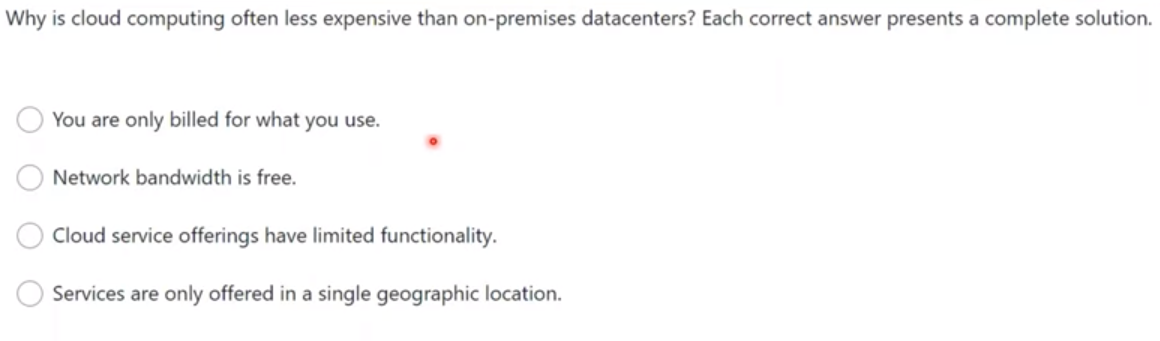 Why is cloud computing often less expensive than on-premises datacenters? Each correct answer presents a complete solution.
You are only billed for what you use.
Network bandwidth is free.
Cloud service offerings have limited functionality.
Services are only offered in a single geographic location.